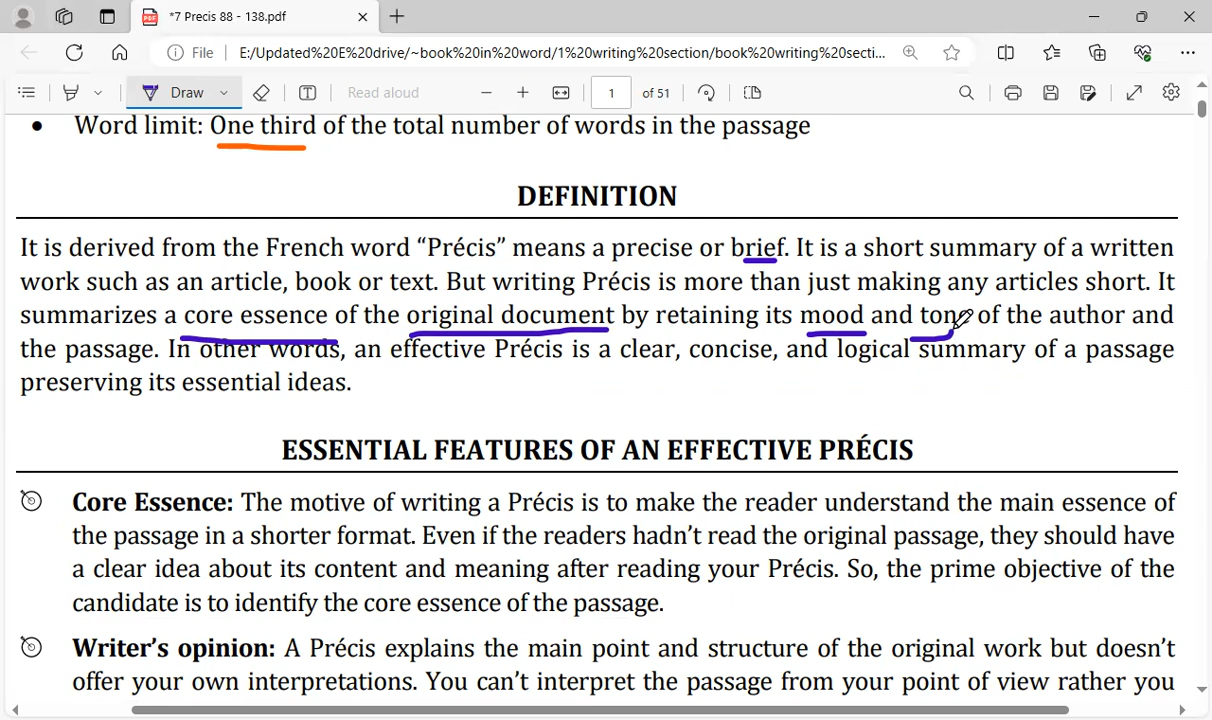 *7 Precis 88 - 138.pdf
File E:/Updated%20E%20drive/~book%20in%20word/1%20writing%20section/book%20writing%20secti...
Draw Read aloud 1 of 51
• Word limit: One third of the total number of words in the passage
DEFINITION
It is derived from the French word “Précis” means a precise or brief. It is a short summary of a written
work such as an article, book or text. But writing Précis is more than just making any articles short. It
summarizes a core essence of the original document by retaining its mood and tone of the author and
the passage. In other words, an effective Précis is a clear, concise, and logical summary of a passage
preserving its essential ideas.
ESSENTIAL FEATURES OF AN EFFECTIVE PRÉCIS
Core Essence: The motive of writing a Précis is to make the reader understand the main essence of
the passage in a shorter format. Even if the readers hadn’t read the original passage, they should have
a clear idea about its content and meaning after reading your Précis. So, the prime objective of the
candidate is to identify the core essence of the passage.
Writer’s opinion: A Précis explains the main point and structure of the original work but doesn’t
offer your own interpretations. You can’t interpret the passage from your point of view rather you